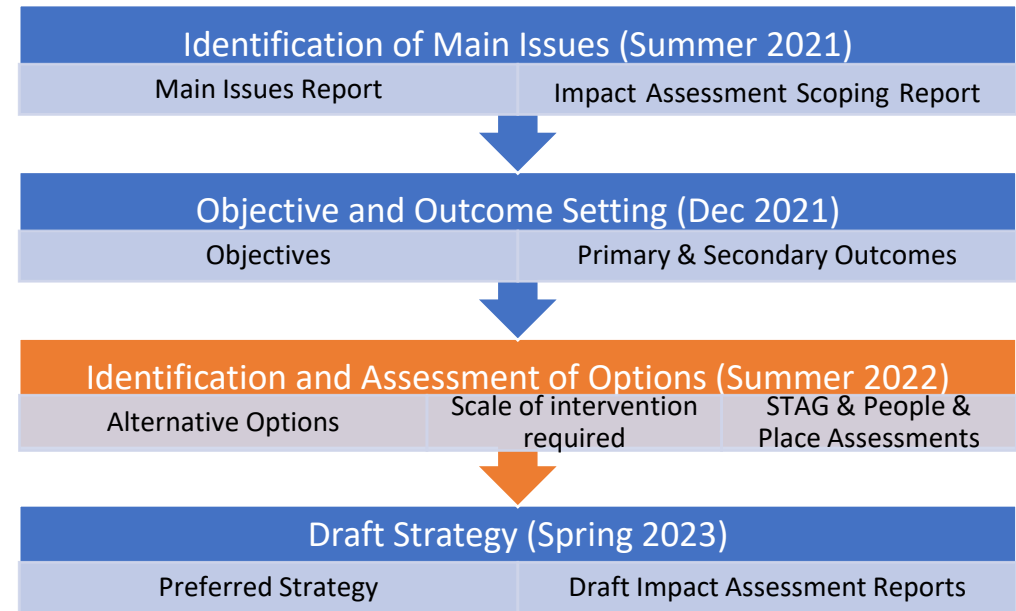 Identification of Main Issues (Summer 2021)
Main Issues Report
Impact Assessment Scoping Report
Objective and Outcome Setting (Dec 2021)
Objectives
Primary & Secondary Outcomes
Identification and Assessment of Options (Summer 2022)
Alternative Options
Scale of intervention
required
STAG & People &
Place Assessments
Draft Strategy (Spring 2023)
Preferred Strategy
Draft Impact Assessment Reports